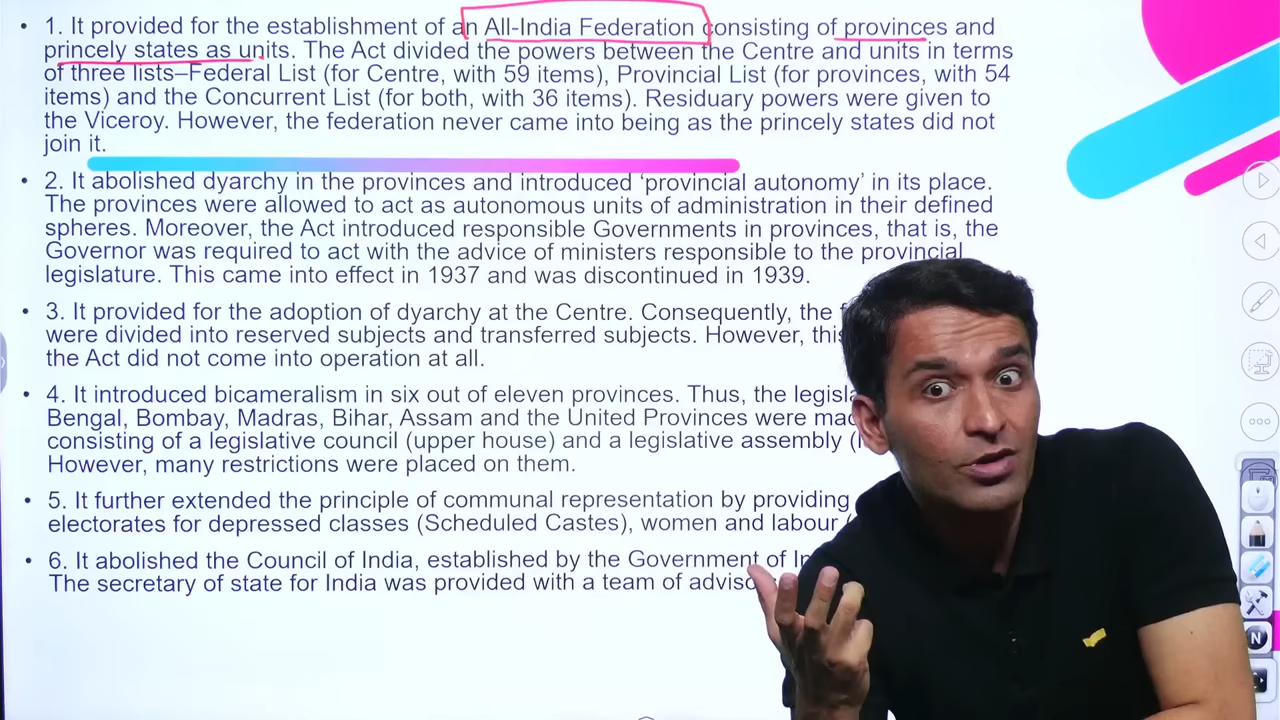 • 1. It provided for the establishment of an All-India Federation consisting of provinces and
princely states as units. The Act divided the powers between the Centre and units in terms
of three lists–Federal List (for Centre, with 59 items), Provincial List (for provinces, with 54
items) and the Concurrent List (for both, with 36 items). Residuary powers were given to
the Viceroy. However, the federation never came into being as the princely states did not
join it.
• 2. It abolished dyarchy in the provinces and introduced ‘provincial autonomy’ in its place.
The provinces were allowed to act as autonomous units of administration in their defined
spheres. Moreover, the Act introduced responsible Governments in provinces, that is, the
Governor was required to act with the advice of ministers responsible to the provincial
legislature. This came into effect in 1937 and was discontinued in 1939.
• 3. It provided for the adoption of dyarchy at the Centre. Consequently, the
were divided into reserved subjects and transferred subjects. However, this
the Act did not come into operation at all.
• 4. It introduced bicameralism in six out of eleven provinces. Thus, the
Bengal, Bombay, Madras, Bihar, Assam and the United Provinces were
consisting of a legislative council (upper house) and a legislative assembly
However, many restrictions were placed on them.
• 5. It further extended the principle of communal representation by providing
electorates for depressed classes (Scheduled Castes), women and labour
• 6. It abolished the Council of India, established by the Government of
The secretary of state for India was provided with a team of
N